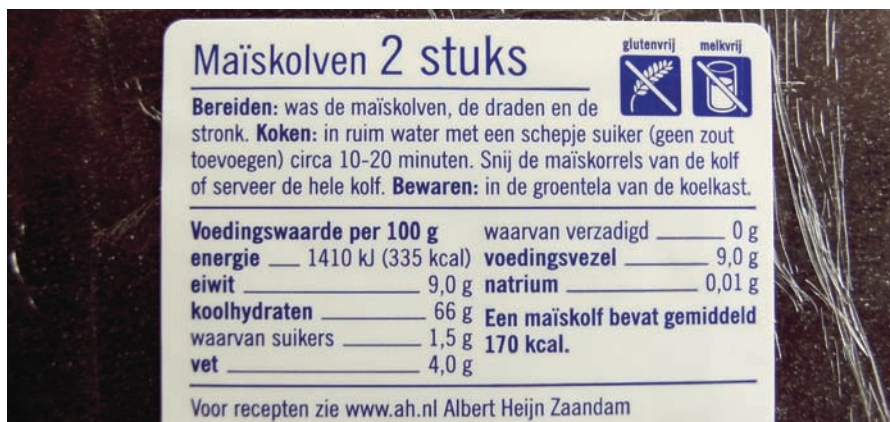 Maïskolven 2 stuks
glutenvrij melkvrij
Bereiden: was de maïskolven, de draden en de
stronk. Koken: in ruim water met een schepje suiker (geen zout
toevoegen) circa 10-20 minuten. Snij de maïskorrels van de kolf
of serveer de hele kolf. Bewaren: in de groentela van de koelkast.
Voedingswaarde per 100 g
energie 1410 kJ (335 kcal)
eiwit 9,0 g
koolhydraten 66 g
waarvan suikers 1,5 g
vet 4,0 g
waarvan verzadigd 0 g
voedingsvezel 9,0 g
natrium 0,01 g
Een maïskolf bevat gemiddeld
170 kcal.
Voor recepten zie www.ah.nl Albert Heijn Zaandam